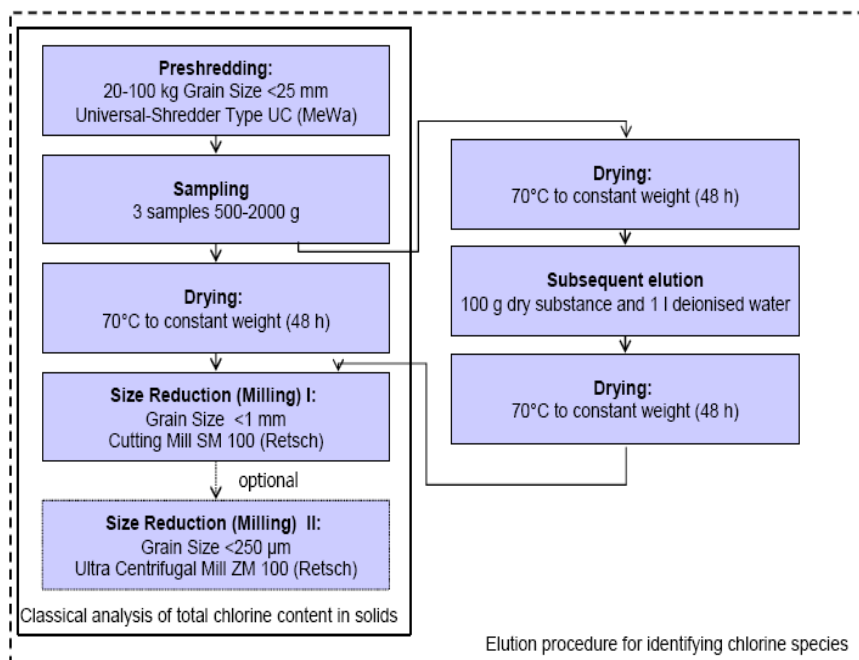 Preshredding:
20-100 kg Grain Size <25 mm
Universal-Shredder Type UC (MeWa)
Sampling
3 samples 500-2000 g
Drying:
70°C to constant weight (48 h)
Size Reduction (Milling) I:
Grain Size <1 mm
Cutting Mill SM 100 (Retsch)
optional
Size Reduction (Milling) II:
Grain Size <250 µm
Ultra Centrifugal Mill ZM 100 (Retsch)
Classical analysis of total chlorine content in solids
Drying:
70°C to constant weight (48 h)
Subsequent elution
100 g dry substance and 1 l deionised water
Drying:
70°C to constant weight (48 h)
Elution procedure for identifying chlorine species